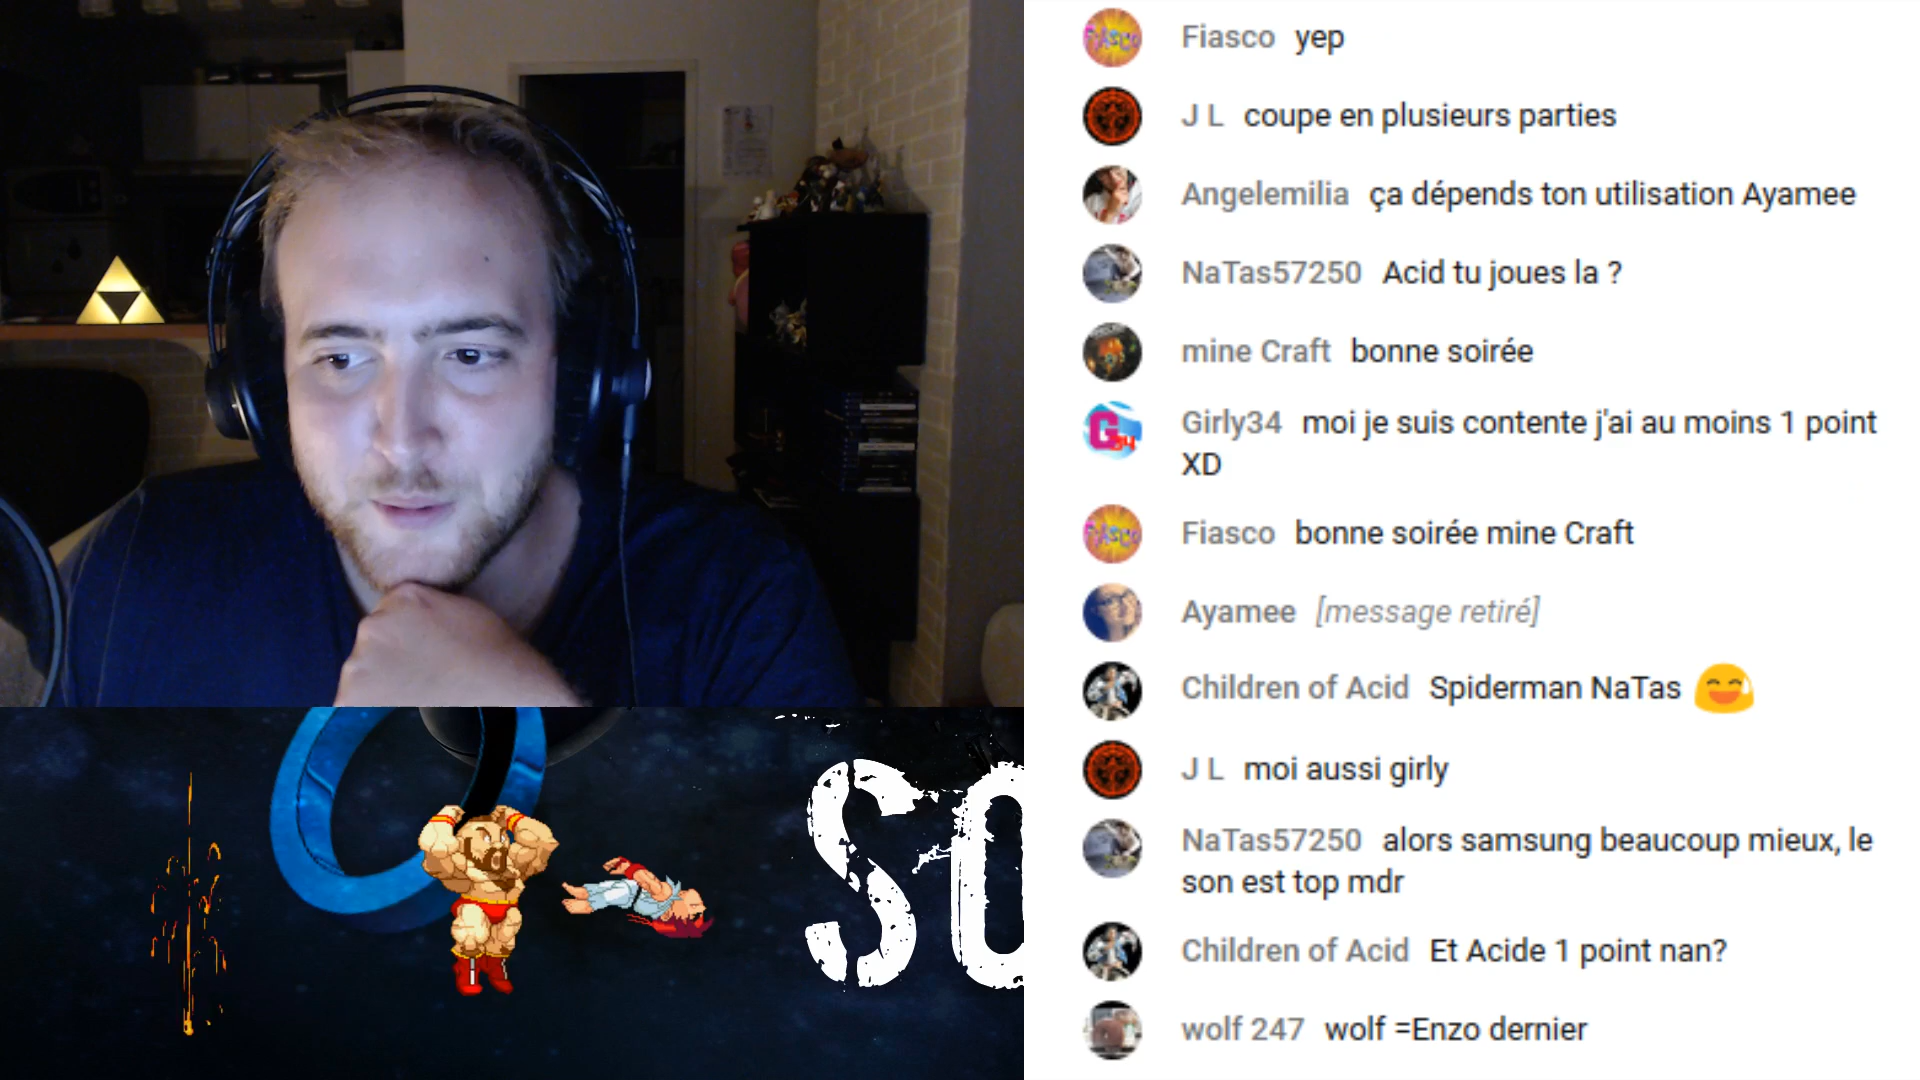 Fiasco yep
J L coupe en plusieurs parties
Angelemilia ça dépends ton utilisation Ayamee
NaTas57250 Acid tu joues la ?
mine Craft bonne soirée
Girly34 moi je suis contente j'ai au moins 1 point
XD
Fiasco bonne soirée mine Craft
Ayamee [message retiré]
Children of Acid Spiderman NaTas
J L moi aussi girly
NaTas57250 alors samsung beaucoup mieux, le
son est top mdr
Children of Acid Et Acide 1 point nan?
wolf 247 wolf =Enzo dernier
SO